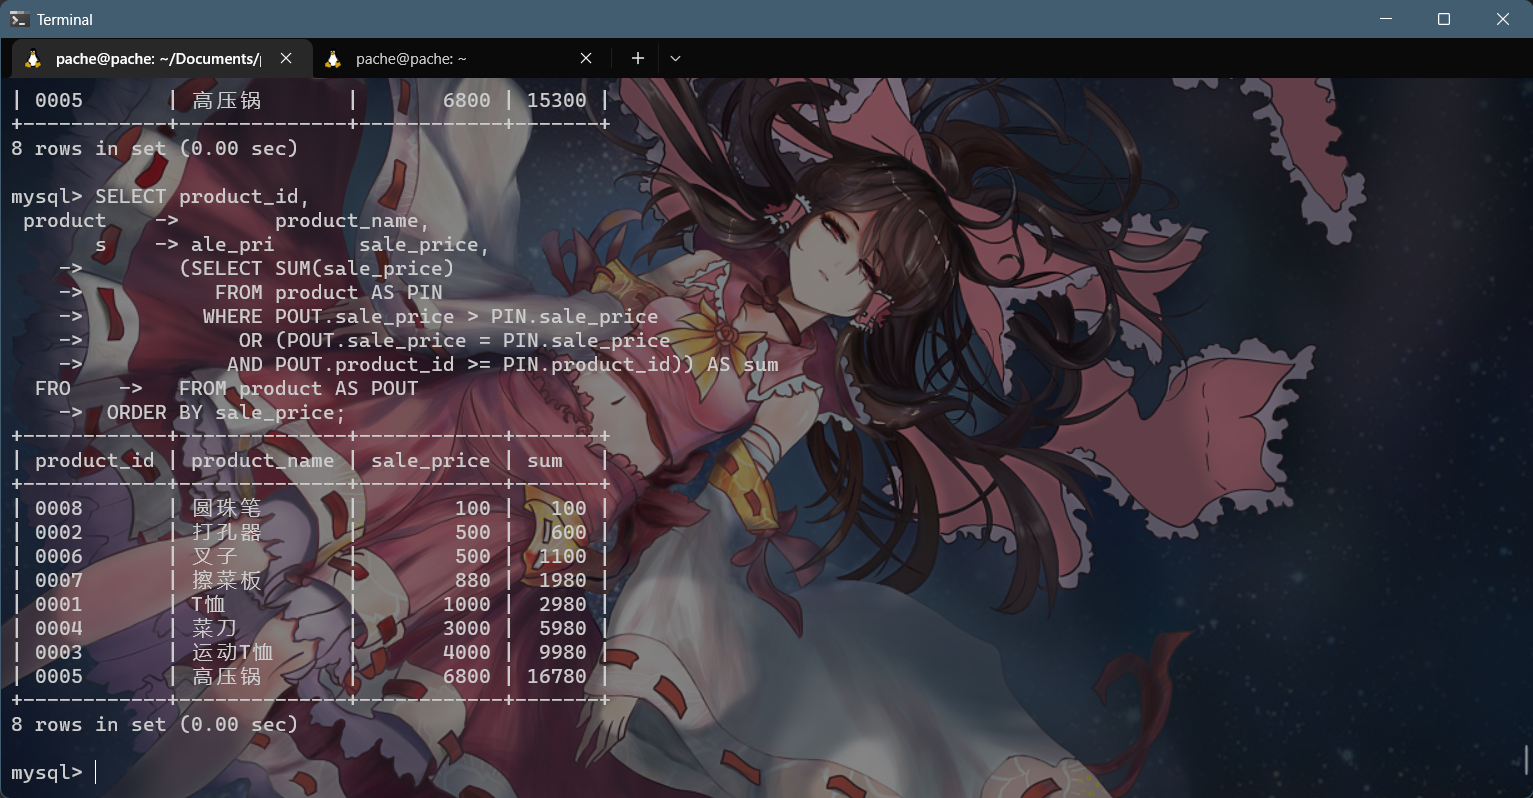 Terminal
pache@pache: ~/Documents/
pache@pache: ~
| 0005       | 高压锅       |       6800 | 15300 |
+------------+--------------+------------+-------+
8 rows in set (0.00 sec)
mysql> SELECT product_id,
 product    ->        product_name,
       s    -> ale_pri       sale_price,
    ->        (SELECT SUM(sale_price)
    ->           FROM product AS PIN
    ->          WHERE POUT.sale_price > PIN.sale_price
    ->             OR (POUT.sale_price = PIN.sale_price
    ->            AND POUT.product_id >= PIN.product_id)) AS sum
  FRO    ->   FROM product AS POUT
    ->  ORDER BY sale_price;
+------------+--------------+------------+-------+
| product_id | product_name | sale_price | sum   |
+------------+--------------+------------+-------+
| 0008       | 圆珠笔       |        100 |   100 |
| 0002       | 打孔器       |        500 |   600 |
| 0006       | 叉子         |        500 |  1100 |
| 0007       | 擦菜板       |        880 |  1980 |
| 0001       | T恤          |       1000 |  2980 |
| 0004       | 菜刀         |       3000 |  5980 |
| 0003       | 运动T恤      |       4000 |  9980 |
| 0005       | 高压锅       |       6800 | 16780 |
+------------+--------------+------------+-------+
8 rows in set (0.00 sec)
mysql>